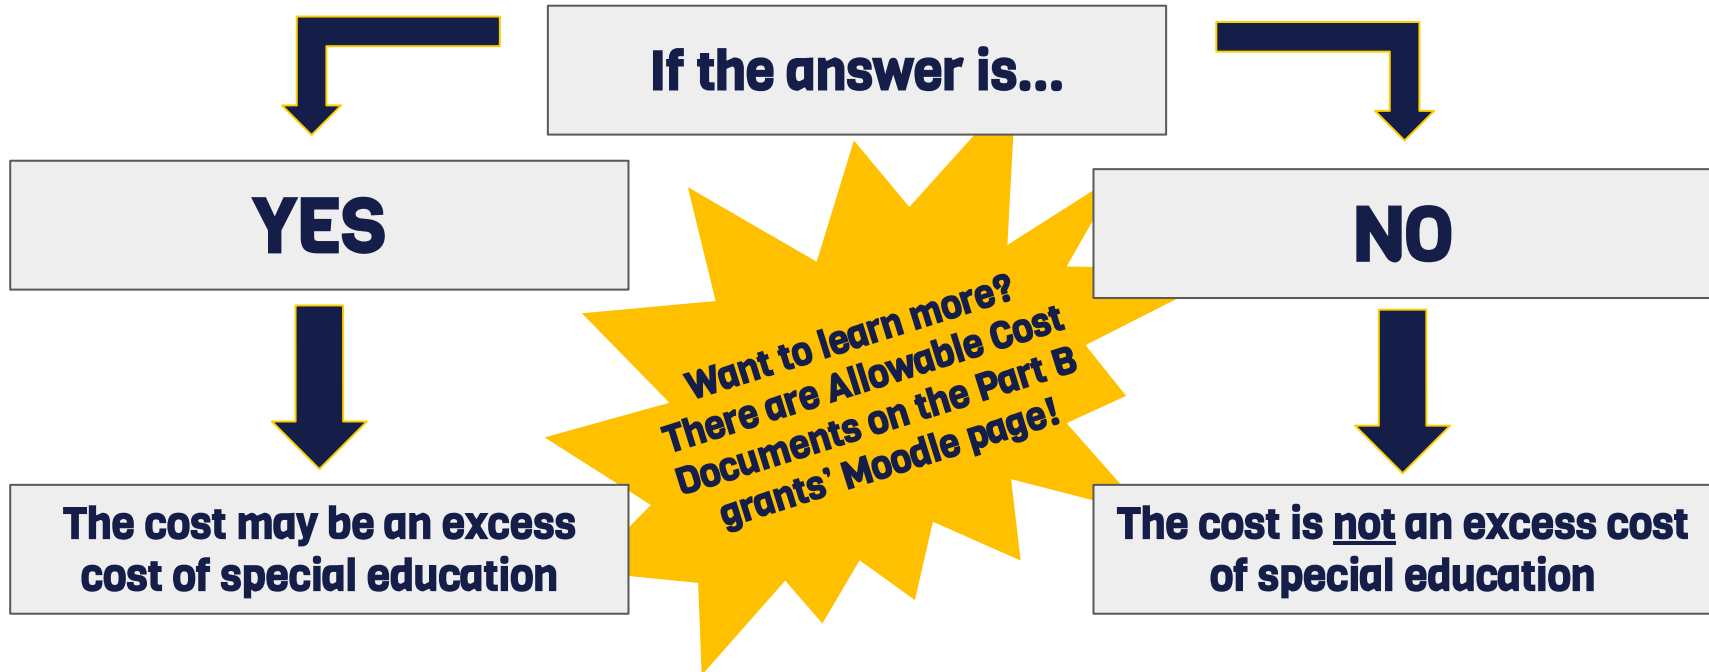 If the answer is...
YES
NO
Want to learn more?
There are Allowable Cost
Documents on the Part B
grants’ Moodle page!
The cost may be an excess
cost of special education
The cost is not an excess cost
of special education